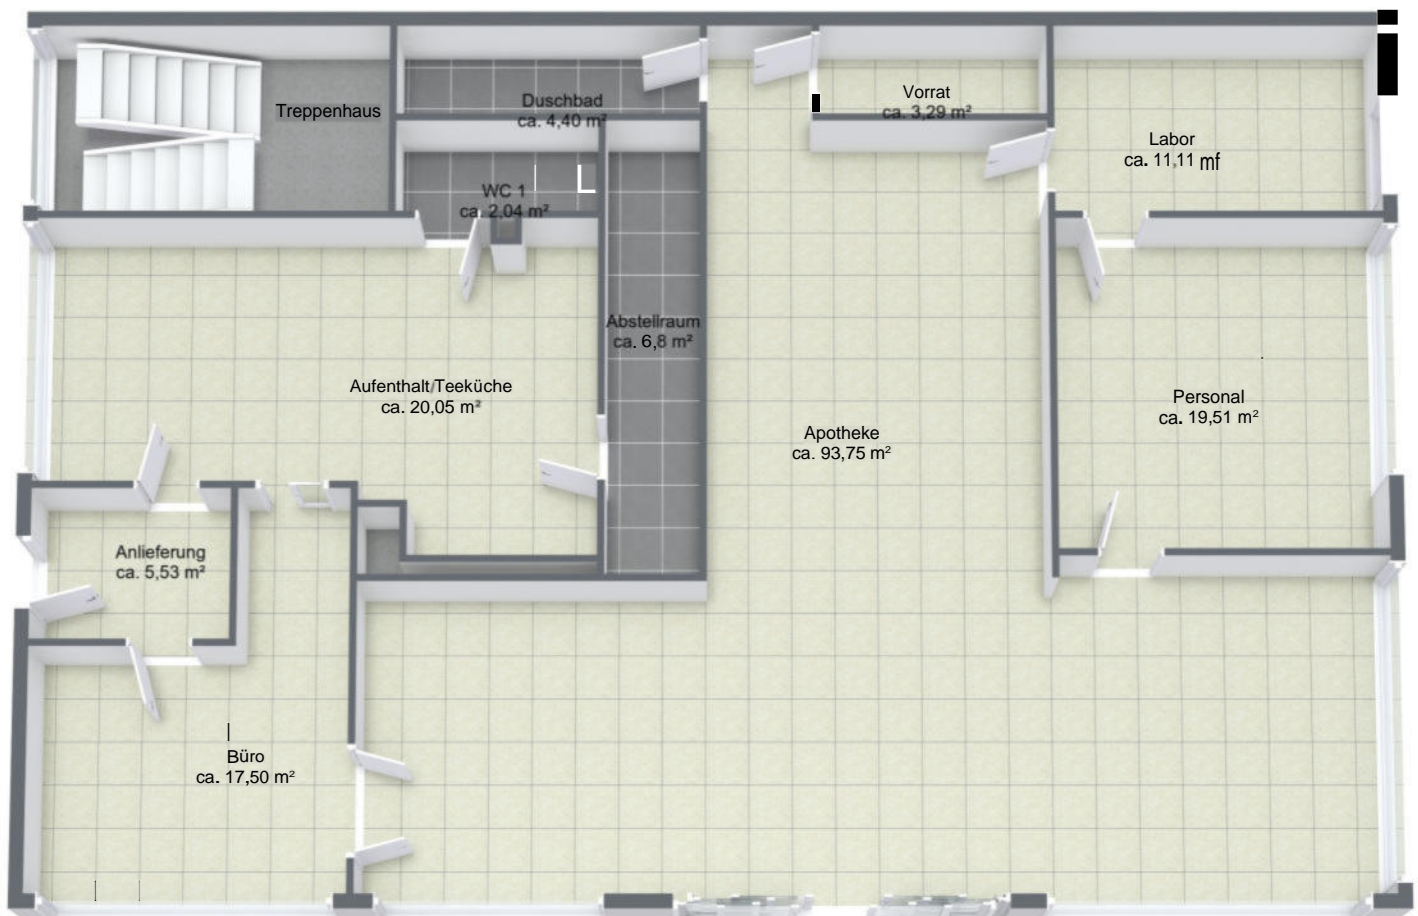 Treppenhaus
Duschbad
ca. 4,40 m²
Vorrat
ca. 3,29 m²
Labor
ca. 11,11 mf
WC 1
ca. 2,04 m²
Abstellraum
ca. 6,8 m²
Aufenthalt/Teeküche
ca. 20,05 m²
Personal
ca. 19,51 m²
Apotheke
ca. 93,75 m²
Anlieferung
ca. 5,53 m²
Büro
ca. 17,50 m²